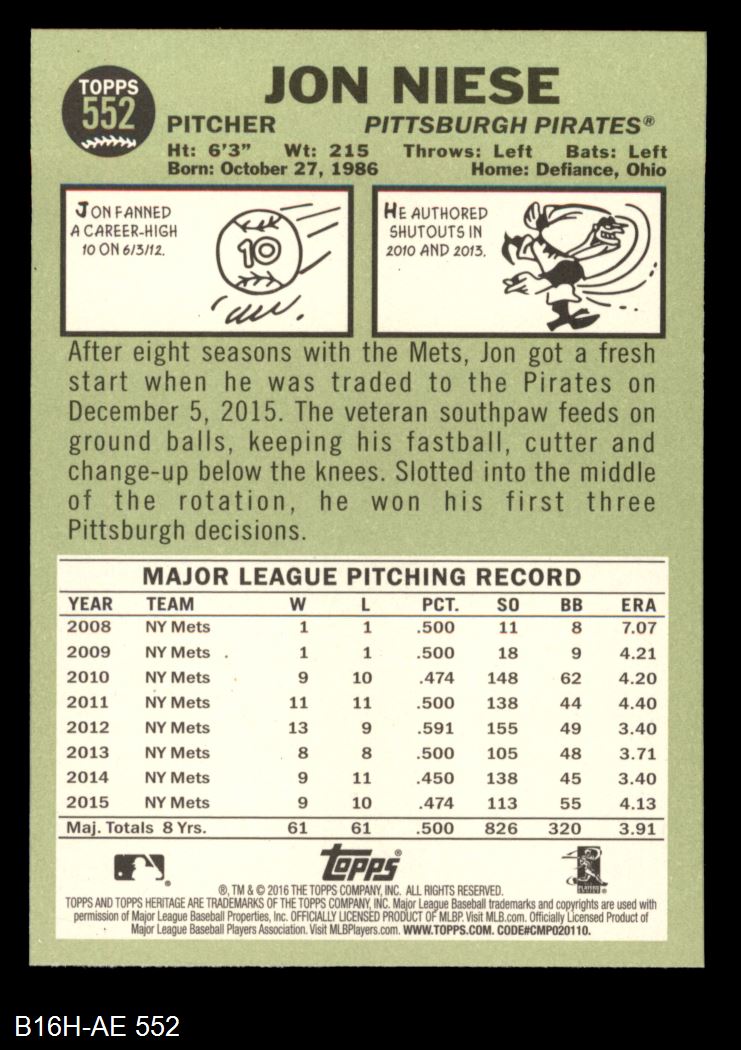 TOPPS
552
JON NIESE
PITCHER PITTSBURGH PIRATES®
Ht: 6'3" Wt: 215 Throws: Left Bats: Left
Born: October 27, 1986 Home: Defiance, Ohio
JON FANNED
A CAREER-HIGH
10 ON 6/3/12.
10
HE AUTHORED
SHUTOUTS IN
2010 AND 2013.
After eight seasons with the Mets, Jon got a fresh
start when he was traded to the Pirates on
December 5, 2015. The veteran southpaw feeds on
ground balls, keeping his fastball, cutter and
change-up below the knees. Slotted into the middle
of the rotation, he won his first three
Pittsburgh decisions.
MAJOR LEAGUE PITCHING RECORD
YEAR TEAM W L PCT. SO BB ERA
2008 NY Mets 1 1 .500 11 8 7.07
2009 NY Mets 1 1 .500 18 9 4.21
2010 NY Mets 9 10 .474 148 62 4.20
2011 NY Mets 11 11 .500 138 44 4.40
2012 NY Mets 13 9 .591 155 49 3.40
2013 NY Mets 8 8 .500 105 48 3.71
2014 NY Mets 9 11 .450 138 45 3.40
2015 NY Mets 9 10 .474 113 55 4.13
Maj. Totals 8 Yrs. 61 61 .500 826 320 3.91
Topps®
®, TM & © 2016 THE TOPPS COMPANY, INC. ALL RIGHTS RESERVED.
TOPPS AND TOPPS HERITAGE ARE TRADEMARKS OF THE TOPPS COMPANY, INC. Major League Baseball trademarks and copyrights are used with
permission of Major League Baseball Properties, Inc. OFFICIALLY LICENSED PRODUCT OF MLBP. Visit MLB.com. Officially Licensed Product of
Major League Baseball Players Association. Visit MLBPlayers.com. WWW.TOPPS.COM. CODE#CMP020110.
B16H-AE 552